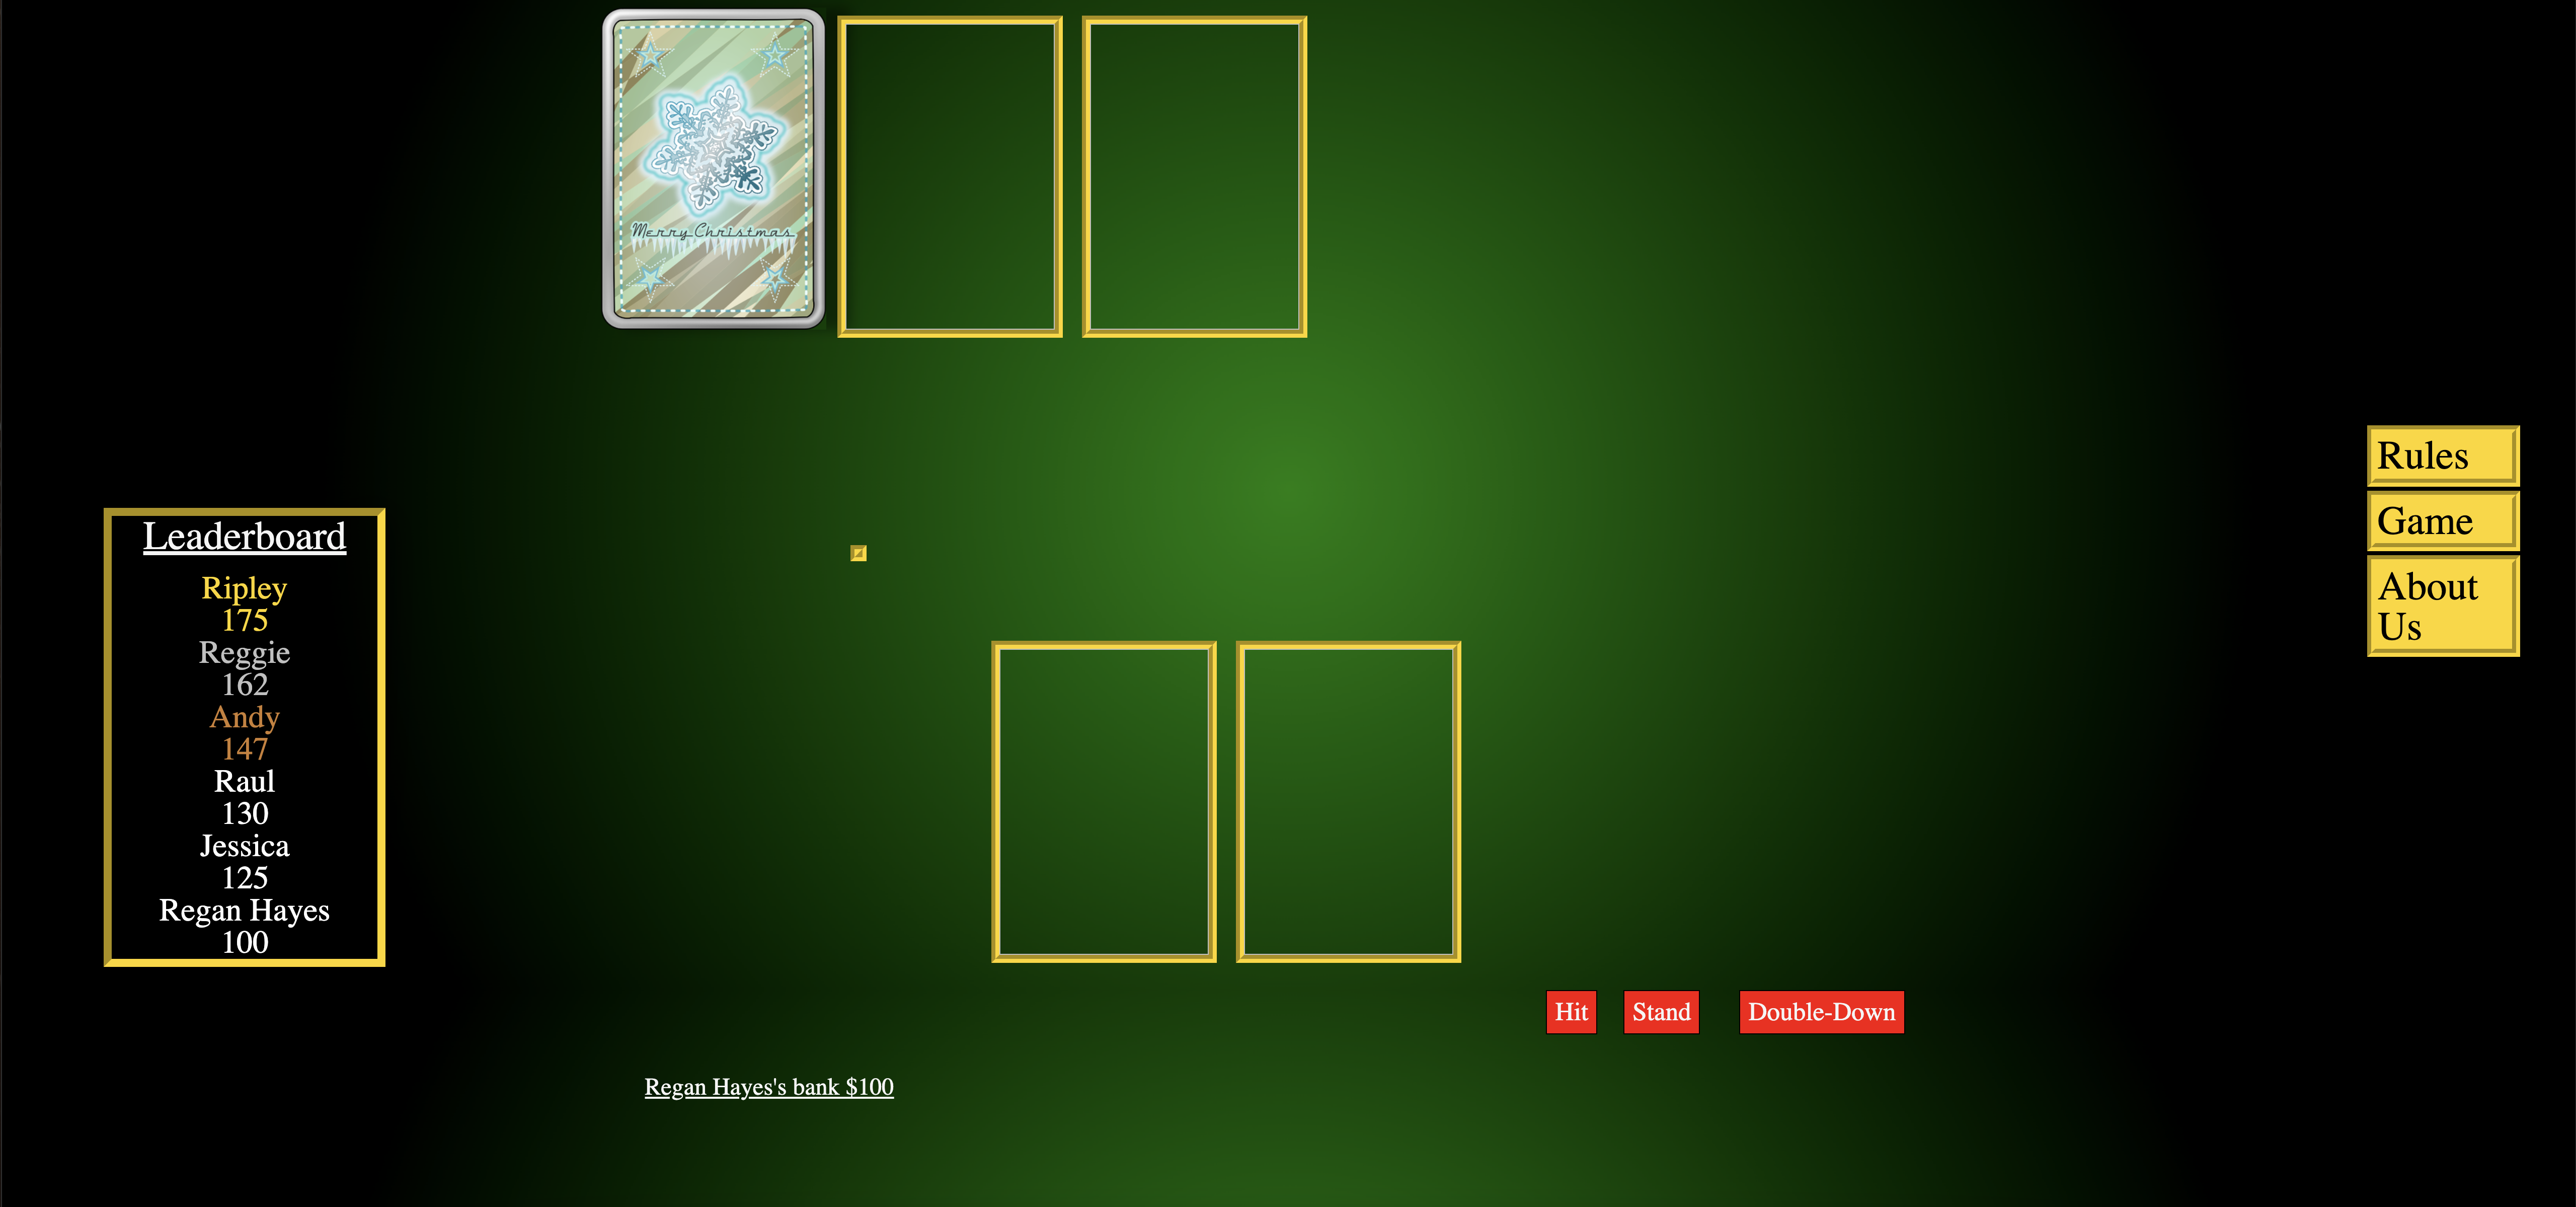 Merry Christmas
Rules
Game
About
Us
Leaderboard
Ripley
175
Reggie
162
Andy
147
Raul
130
Jessica
125
Regan Hayes
100
Hit
Stand
Double-Down
Regan Hayes's bank $100